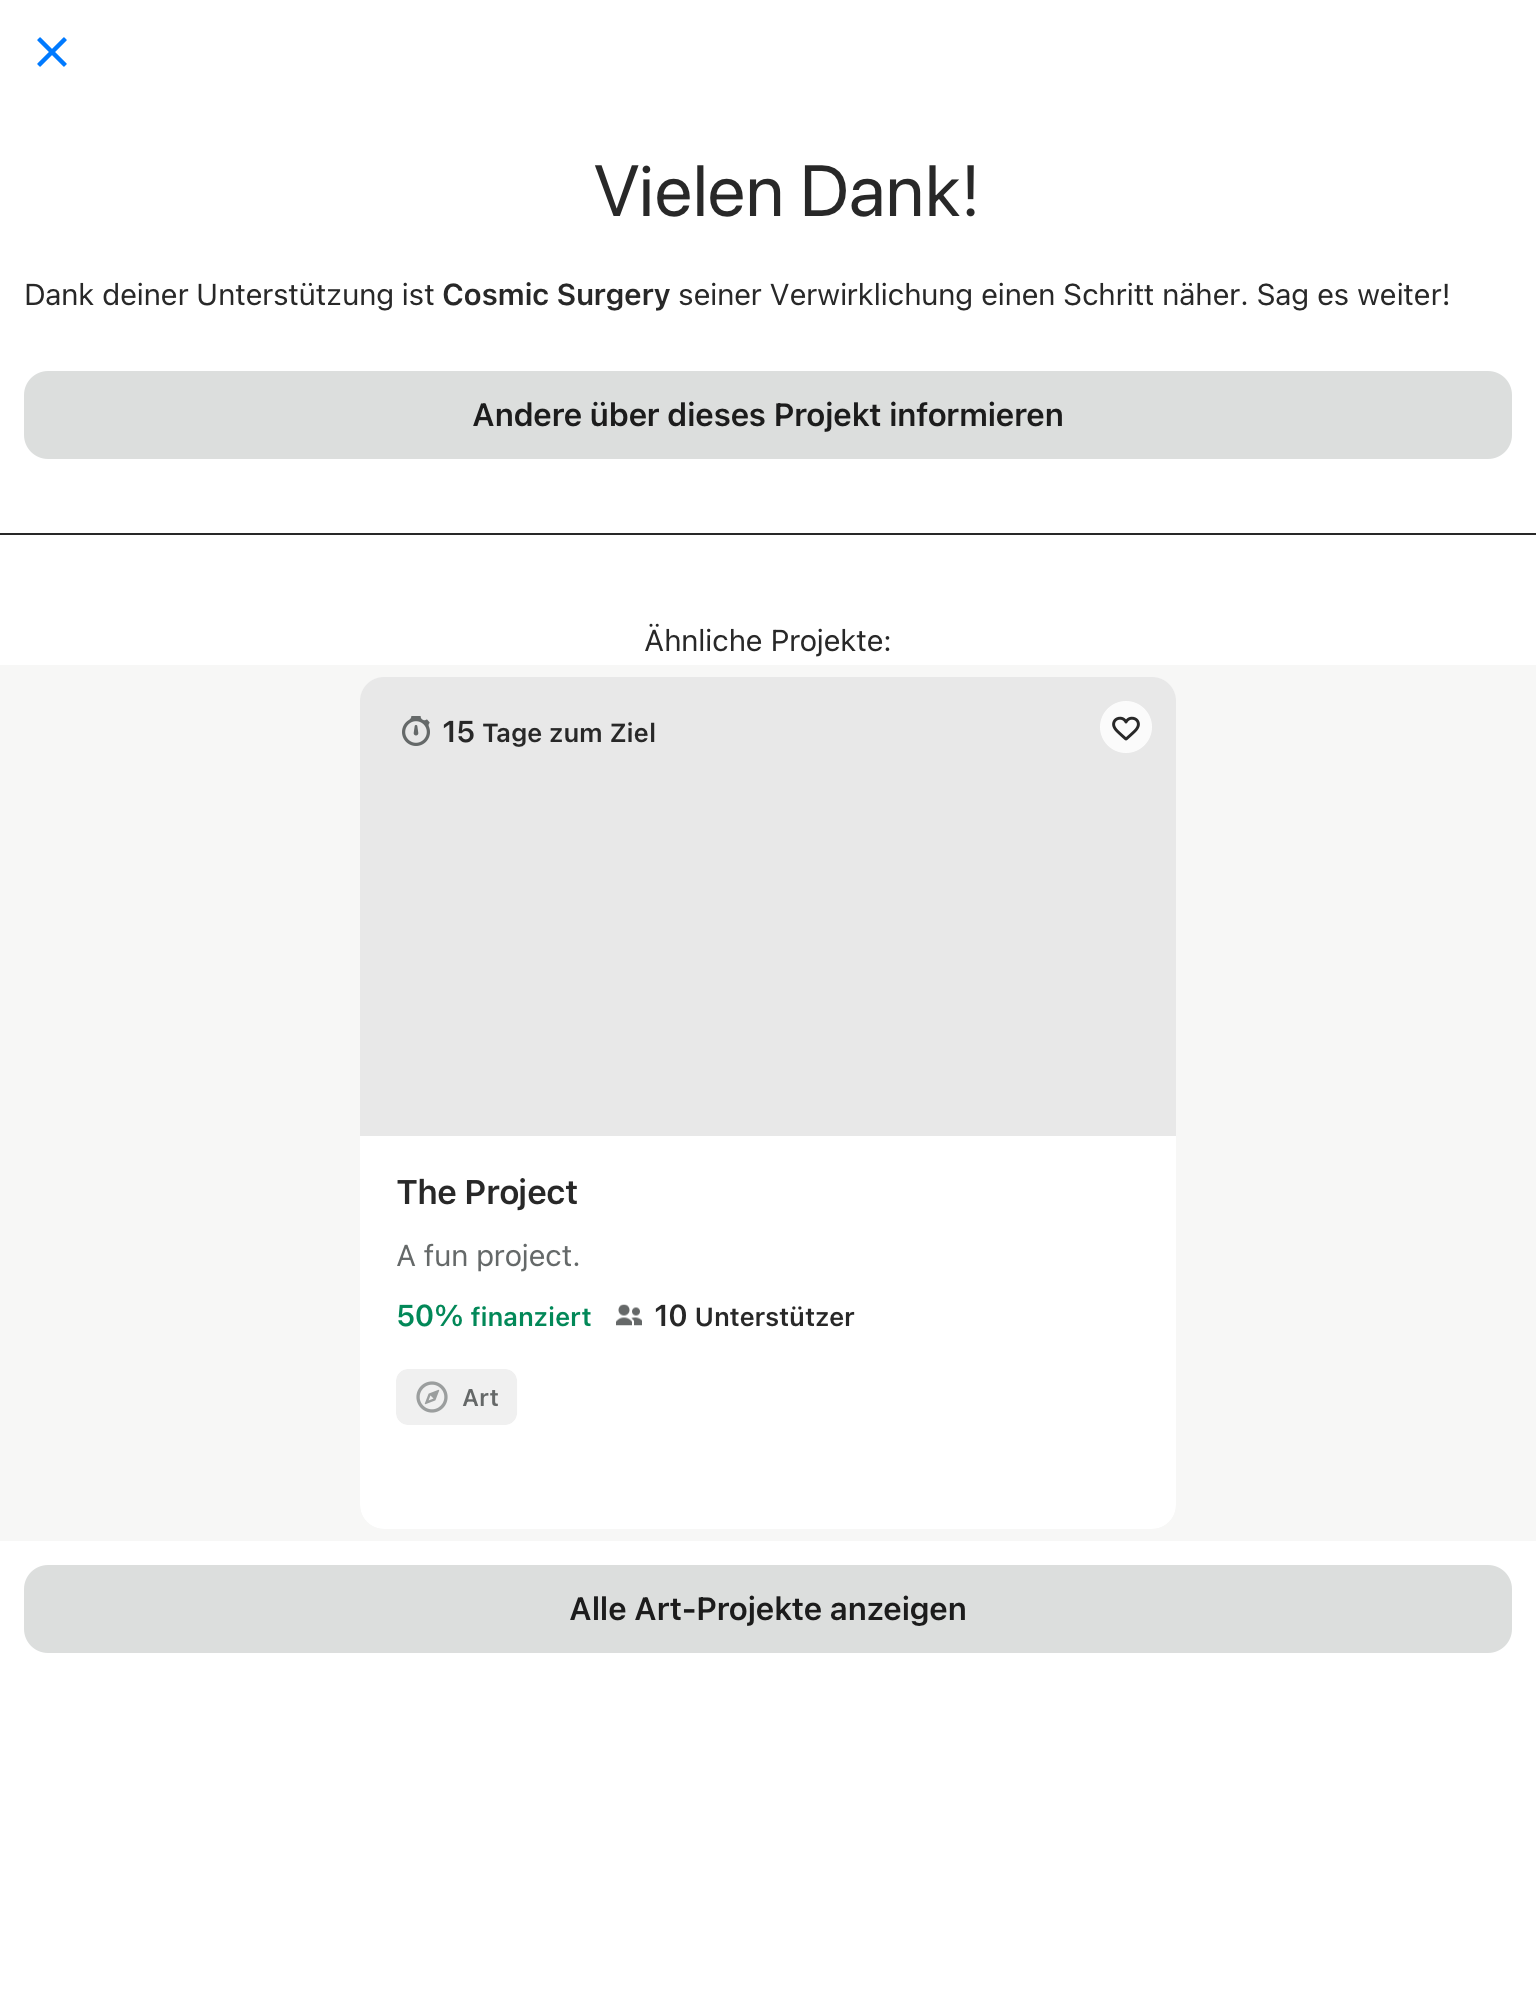 Vielen Dank!
Dank deiner Unterstützung ist Cosmic Surgery seiner Verwirklichung einen Schritt näher. Sag es weiter!
Andere über dieses Projekt informieren
Ähnliche Projekte:
15 Tage zum Ziel
The Project
A fun project.
50% finanziert 10 Unterstützer
Art
Alle Art-Projekte anzeigen